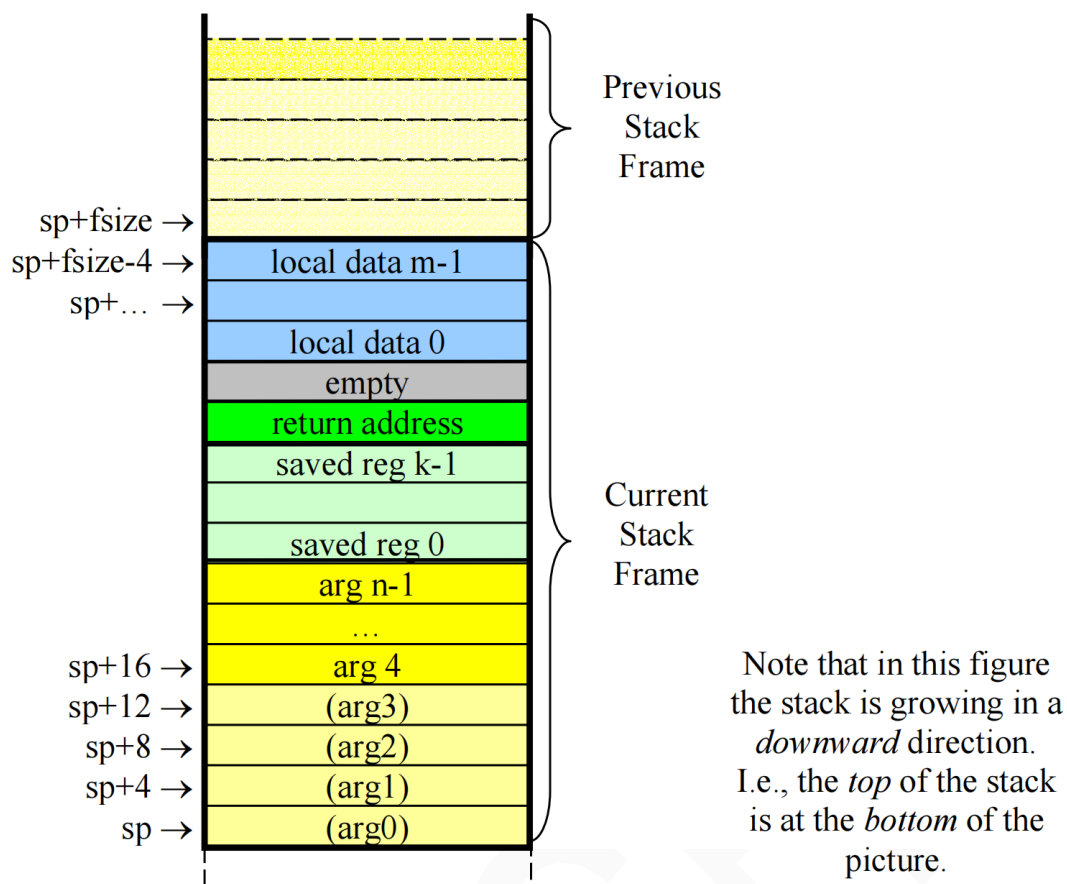 Previous
Stack
Frame
sp+fsize →
sp+fsize-4 →
local data m-1
sp+… →
local data 0
empty
return address
saved reg k-1
saved reg 0
Current
Stack
Frame
arg n-1
…
sp+16 →
arg 4
sp+12 →
(arg3)
sp+8 →
(arg2)
sp+4 →
(arg1)
sp →
(arg0)
Note that in this figure
the stack is growing in a
downward direction.
I.e., the top of the stack
is at the bottom of the
picture.